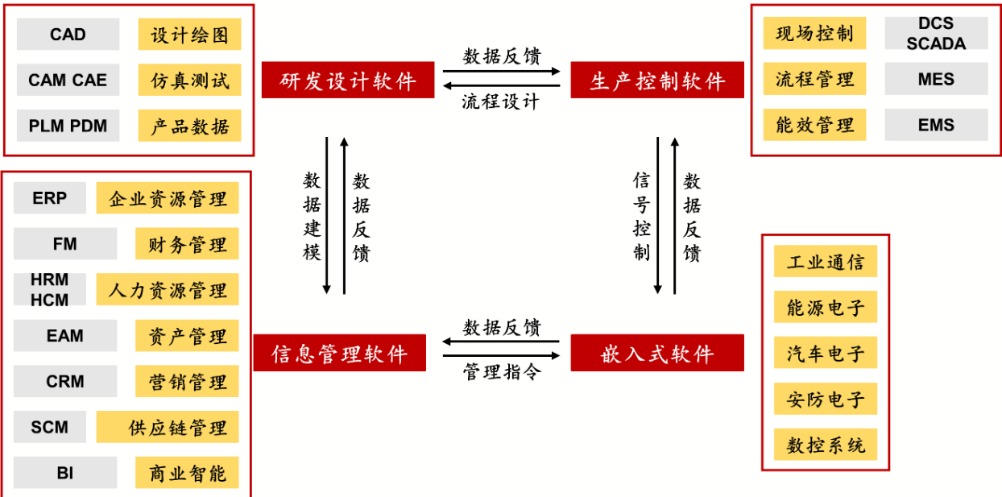 CAD
设计绘图
CAM CAE
仿真测试
PLM PDM
产品数据
研发设计软件
数据反馈
流程设计
生产控制软件
现场控制
DCS
SCADA
流程管理
MES
能效管理
EMS
数据建模
数据反馈
信号控制
数据反馈
ERP
企业资源管理
FM
财务管理
HRM
HCM
人力资源管理
EAM
资产管理
CRM
营销管理
SCM
供应链管理
BI
商业智能
信息管理软件
数据反馈
管理指令
嵌入式软件
工业通信
能源电子
汽车电子
安防电子
数控系统